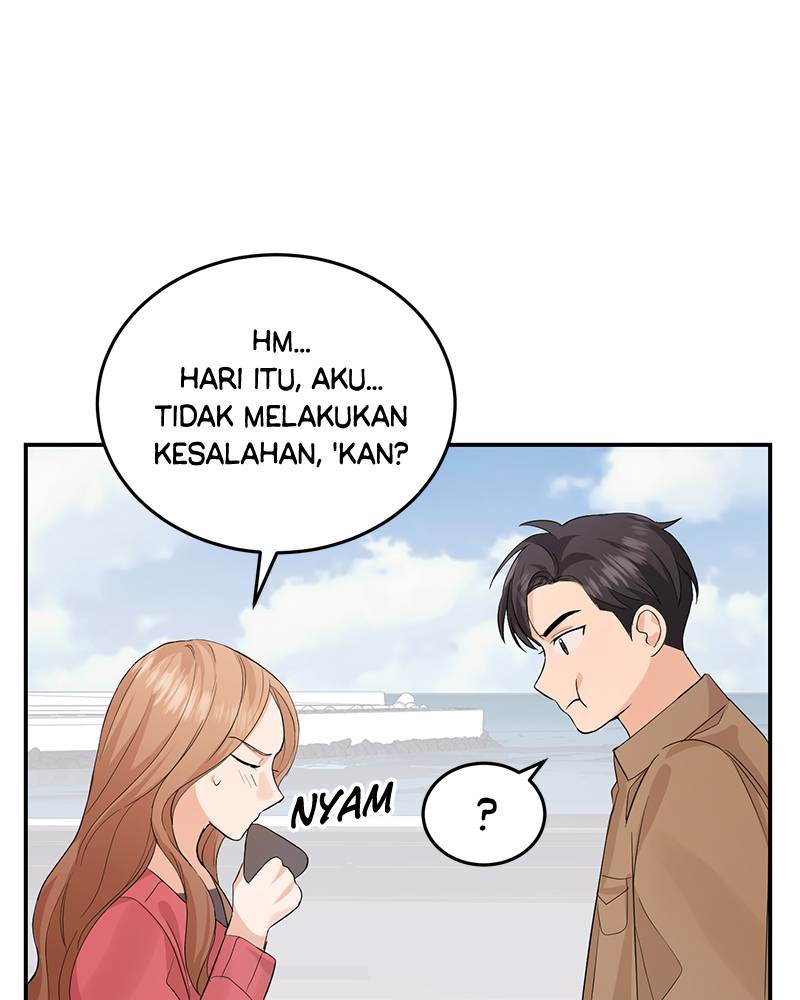 HM...
HARI ITU, AKU...
TIDAK MELAKUKAN
KESALAHAN, 'KAN?
NYAM
?